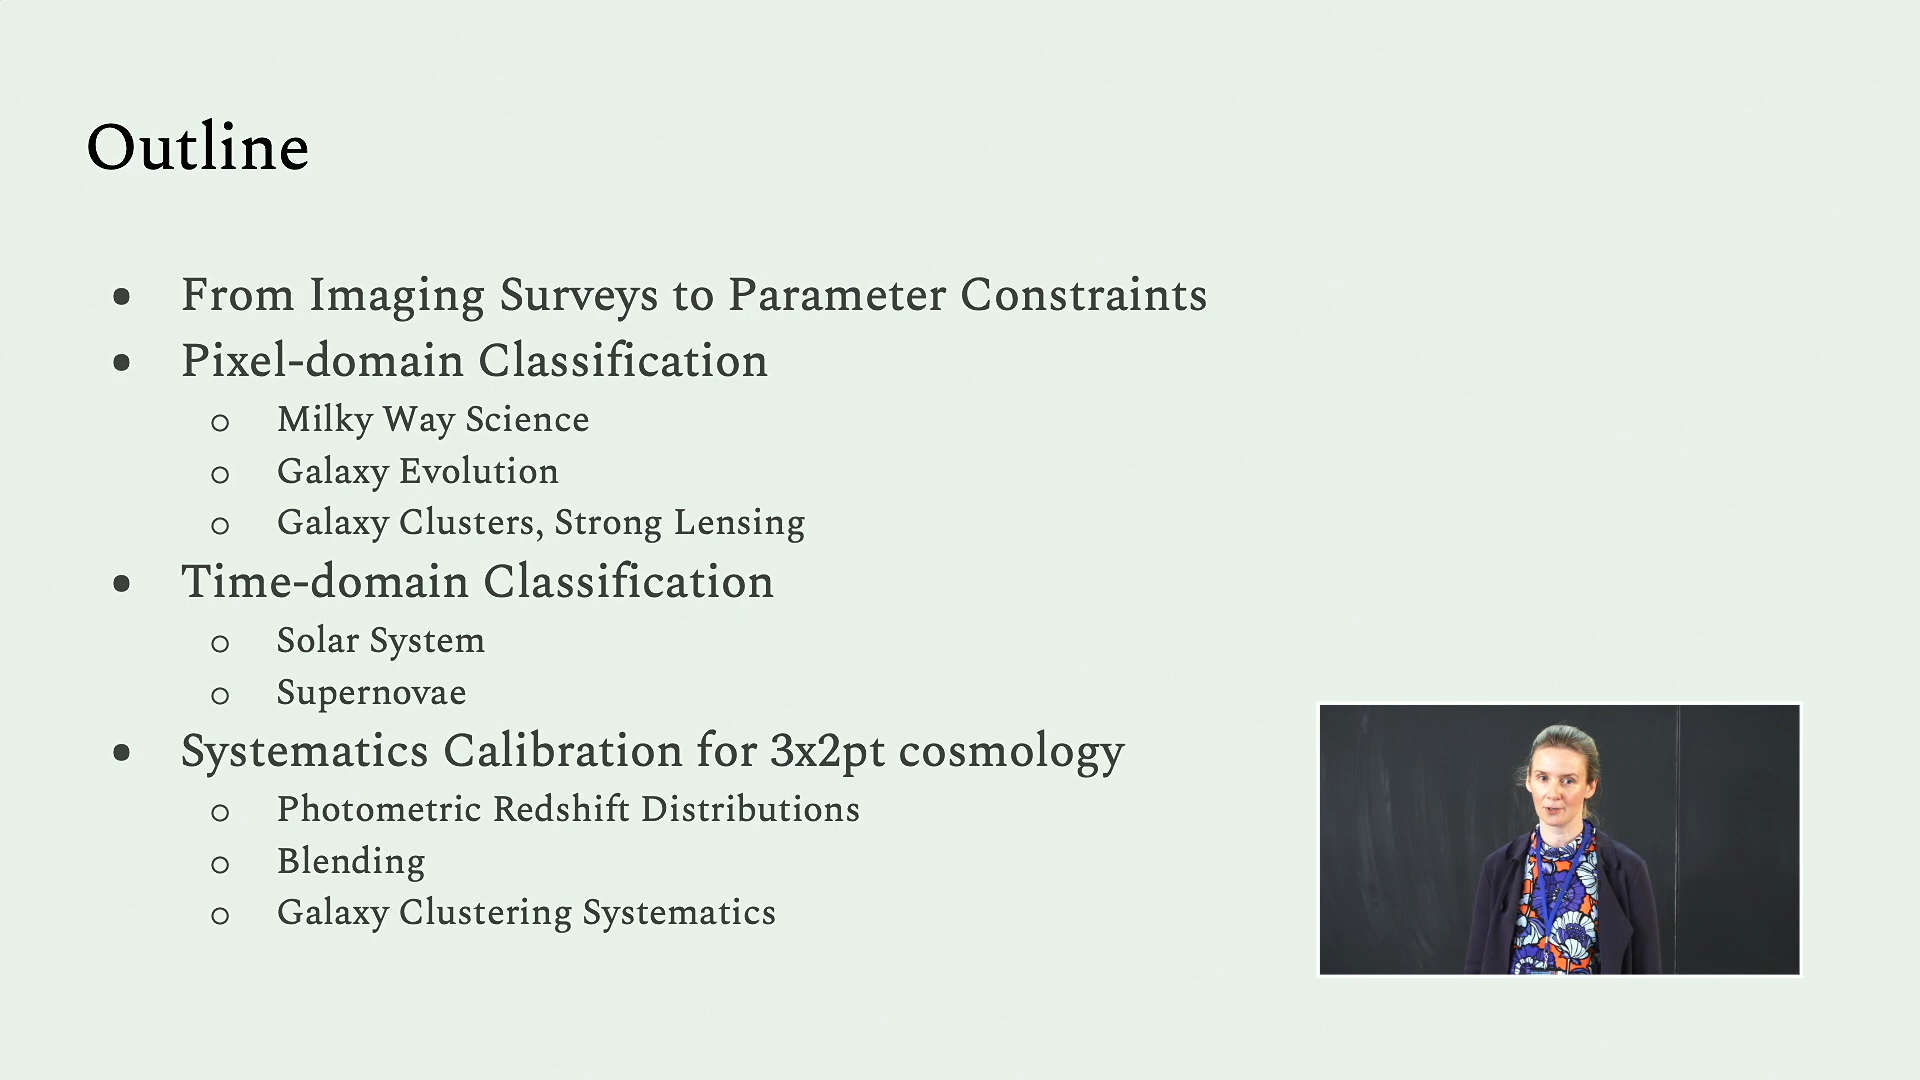 Outline
● From Imaging Surveys to Parameter Constraints
● Pixel-domain Classification
○ Milky Way Science
○ Galaxy Evolution
○ Galaxy Clusters, Strong Lensing
● Time-domain Classification
○ Solar System
○ Supernovae
● Systematics Calibration for 3x2pt cosmology
○ Photometric Redshift Distributions
○ Blending
○ Galaxy Clustering Systematics